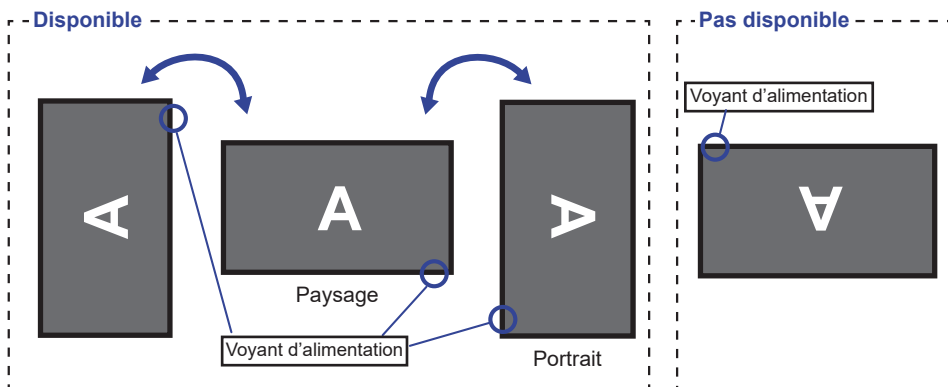 Disponible
Pas disponible
Voyant d’alimentation
A
A
A
A
Paysage
Voyant d’alimentation
Portrait